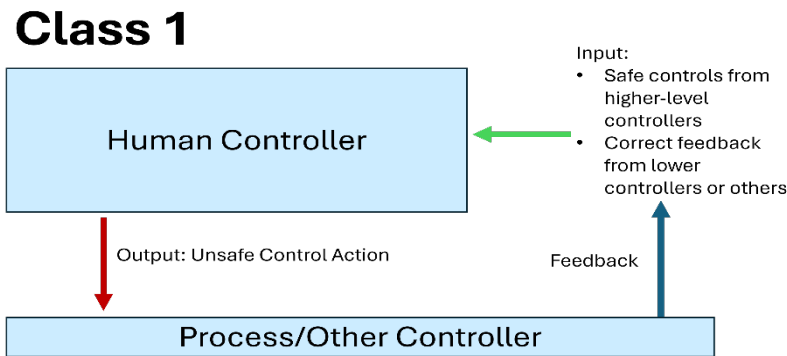 Class 1
Input:
• Safe controls from
higher-level
controllers
• Correct feedback
from lower
controllers or others
Human Controller
Output: Unsafe Control Action
Feedback
Process/Other Controller